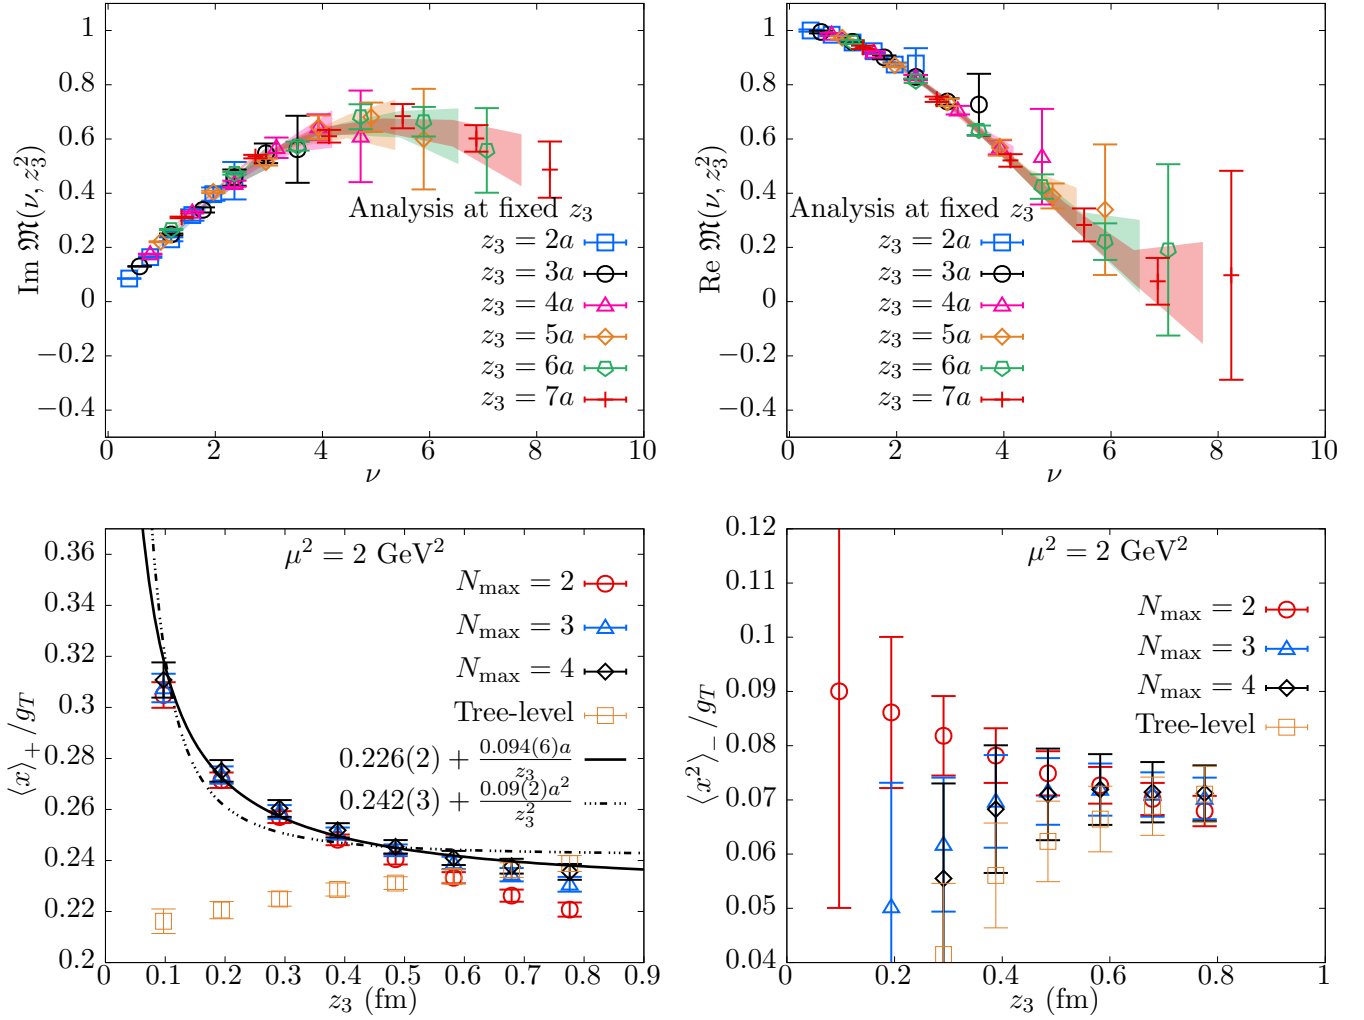 1
0.8
0.6
0.4
0.2
0
−0.2
−0.4
Im 𝔐(ν, z₃²)
Analysis at fixed z₃
z₃ = 2a
z₃ = 3a
z₃ = 4a
z₃ = 5a
z₃ = 6a
z₃ = 7a
0 2 4 6 8 10
ν
1
0.8
0.6
0.4
0.2
0
−0.2
−0.4
Re 𝔐(ν, z₃²)
Analysis at fixed z₃
z₃ = 2a
z₃ = 3a
z₃ = 4a
z₃ = 5a
z₃ = 6a
z₃ = 7a
0 2 4 6 8 10
ν
0.36
0.34
0.32
0.3
0.28
0.26
0.24
0.22
0.2
⟨x⟩₊/g_T
μ² = 2 GeV²
N_max = 2
N_max = 3
N_max = 4
Tree-level
0.226(2) + 0.094(6)a/z₃
0.242(3) + 0.09(2)a²/z₃²
0 0.1 0.2 0.3 0.4 0.5 0.6 0.7 0.8 0.9
z₃ (fm)
0.12
0.11
0.1
0.09
0.08
0.07
0.06
0.05
0.04
⟨x²⟩₋/g_T
μ² = 2 GeV²
N_max = 2
N_max = 3
N_max = 4
Tree-level
0 0.2 0.4 0.6 0.8 1
z₃ (fm)